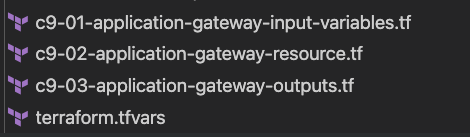 c9-01-application-gateway-input-variables.tf
c9-02-application-gateway-resource.tf
c9-03-application-gateway-outputs.tf
terraform.tfvars